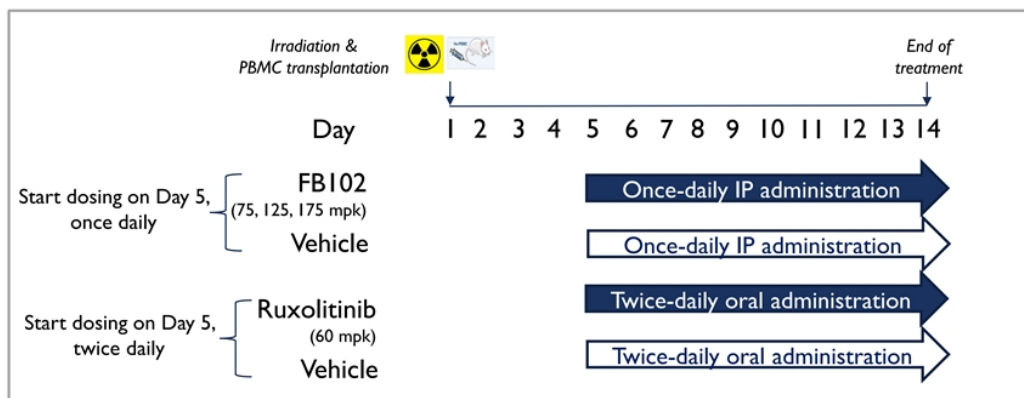 Irradiation &
PBMC transplantation
End of
treatment
Day 1 2 3 4 5 6 7 8 9 10 11 12 13 14
Start dosing on Day 5,
once daily
FB102
(75, 125, 175 mpk)
Vehicle
Once-daily IP administration
Once-daily IP administration
Start dosing on Day 5,
twice daily
Ruxolitinib
(60 mpk)
Vehicle
Twice-daily oral administration
Twice-daily oral administration